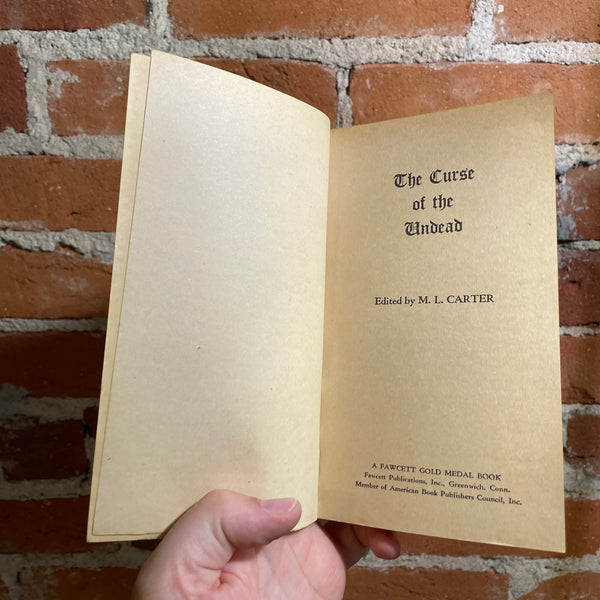 The Curse
of the
Undead
Edited by M. L. CARTER
A FAWCETT GOLD MEDAL BOOK
Fawcett Publications, Inc., Greenwich, Conn.
Member of American Book Publishers Council, Inc.